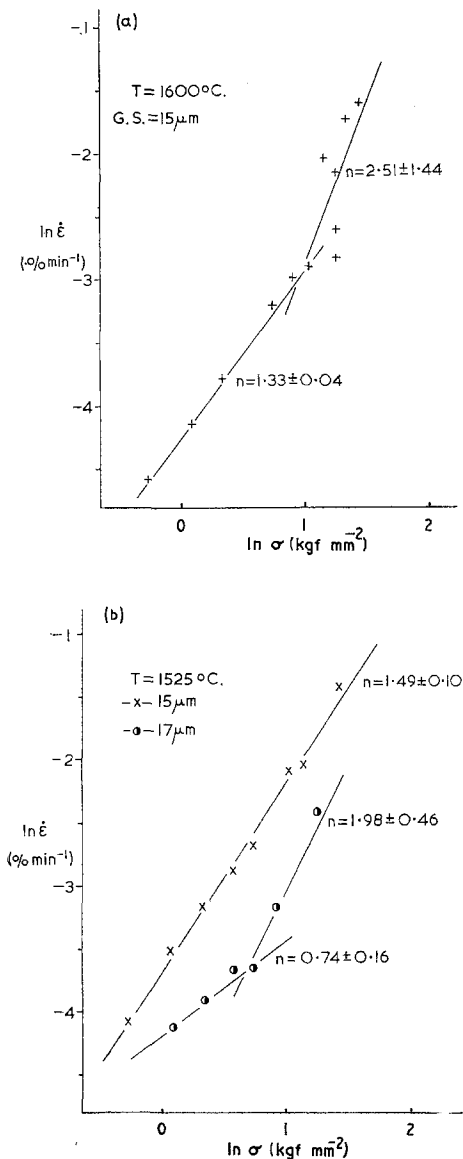 (a)
-1
T=1600°C.
G.S.=15μm
-2
n=2·51±1·44
ln ε̇
(.%min⁻¹)
-3
n=1·33±0·04
-4
0
1
2
ln σ (kgf mm⁻²)
(b)
-1
T=1525°C.
-x-15μm
n=1·49±0·10
-◑-17μm
-2
n=1·98±0·46
ln ε̇
(% min⁻¹)
-3
n=0·74±0·16
-4
0
1
2
ln σ (kgf mm⁻²)